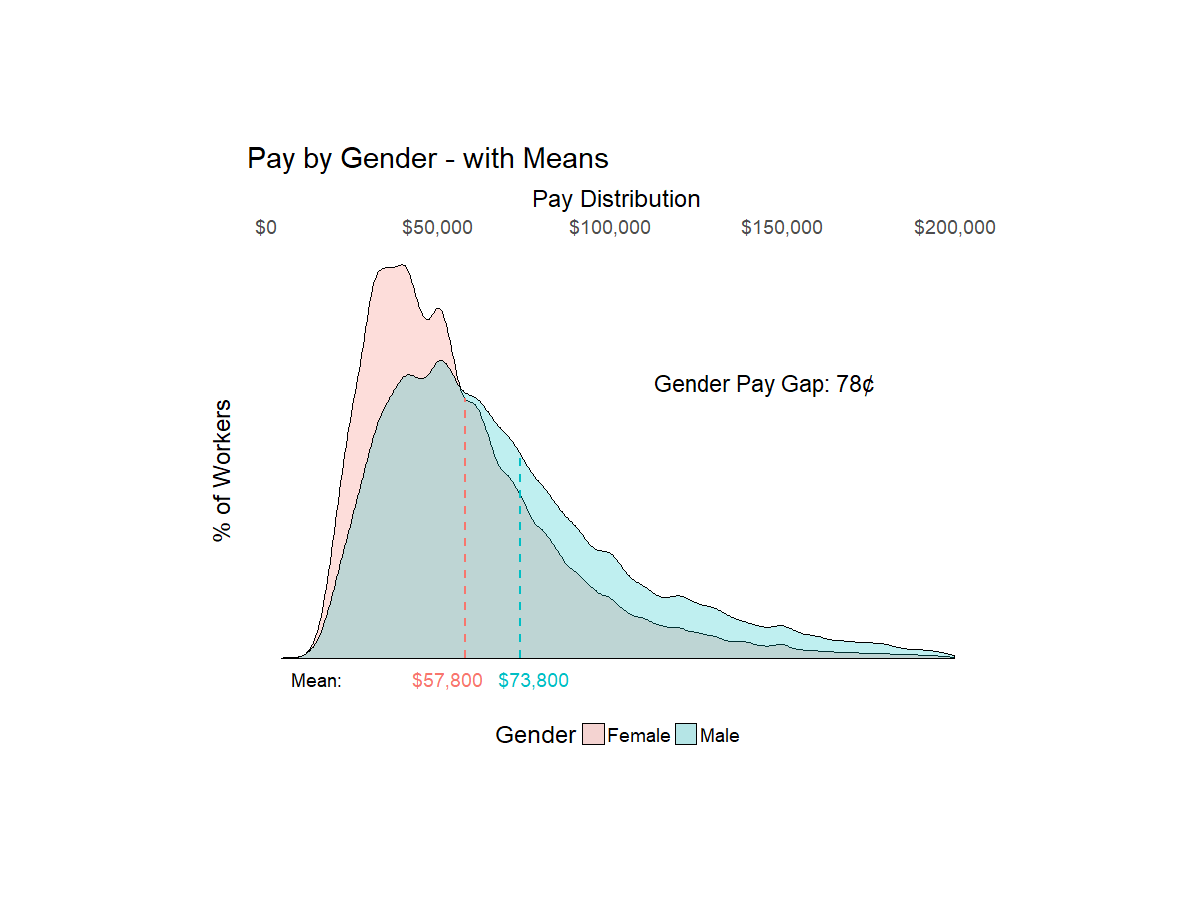 Pay by Gender - with Means
Pay Distribution
$0 $50,000 $100,000 $150,000 $200,000
Gender Pay Gap: 78¢
% of Workers
Mean: $57,800 $73,800
Gender Female Male